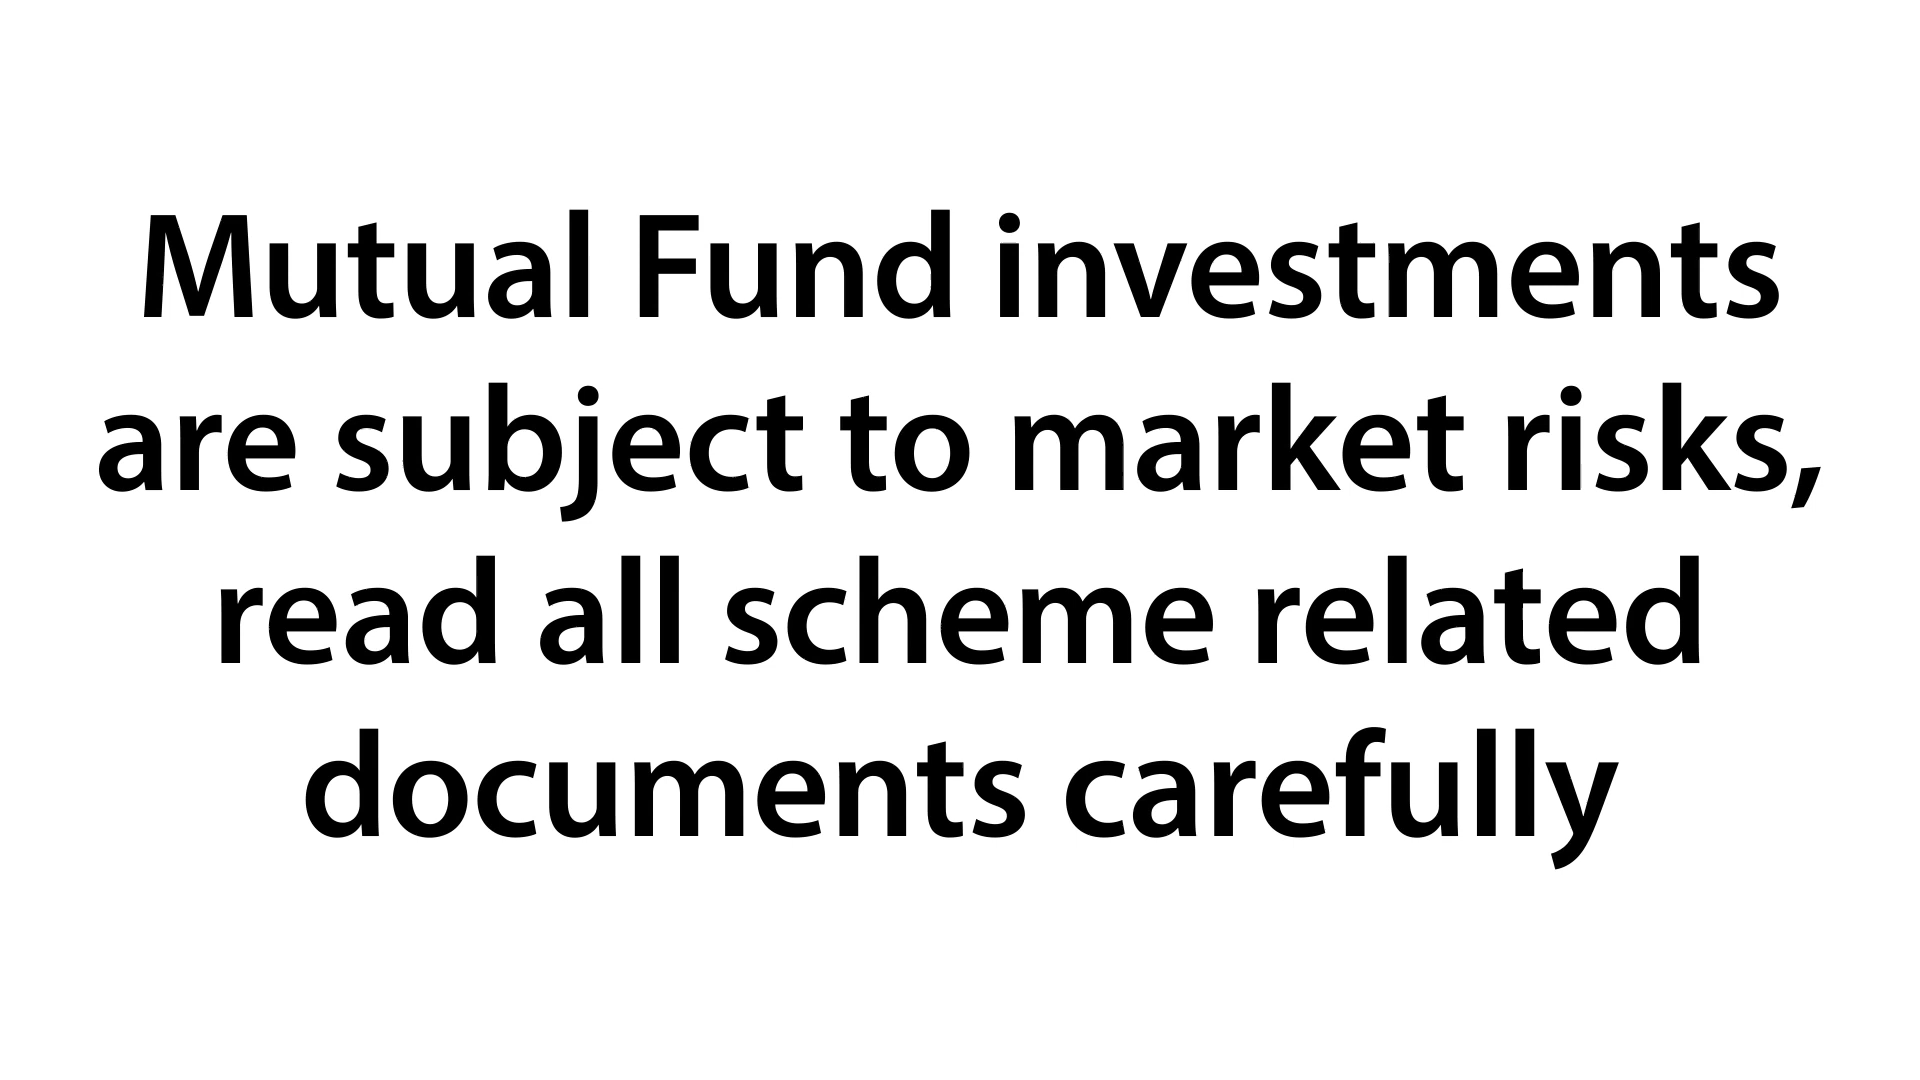 Mutual Fund investments
are subject to market risks,
read all scheme related
documents carefully